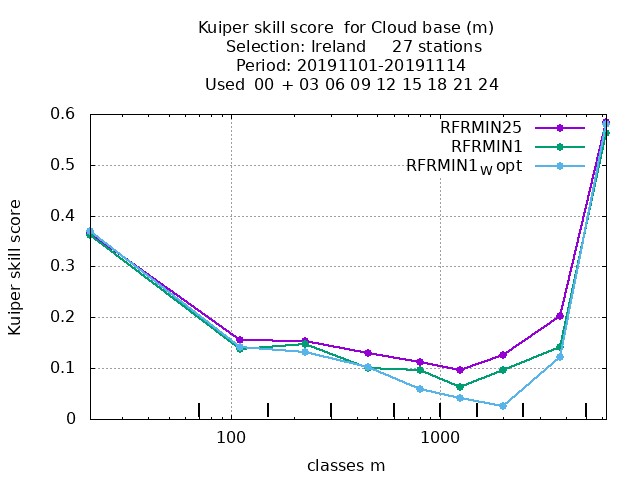 Kuiper skill score for Cloud base (m)
Selection: Ireland 27 stations
Period: 20191101-20191114
Used 00 + 03 06 09 12 15 18 21 24
RFRMIN25
RFRMIN1
RFRMIN1W opt
0.6
0.5
0.4
0.3
0.2
0.1
0
Kuiper skill score
100 1000
classes m